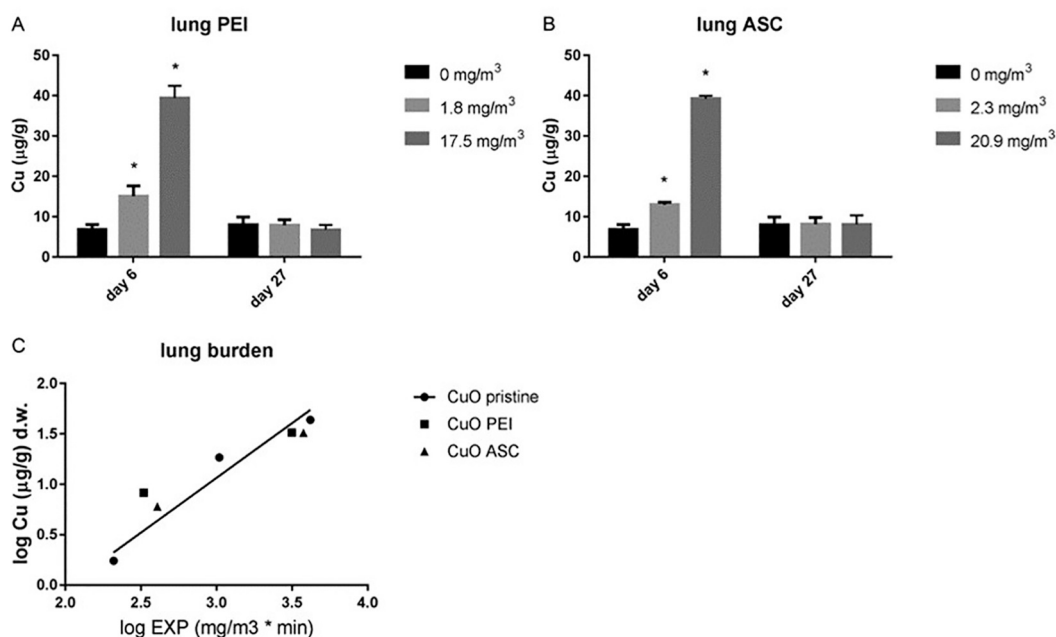 A
lung PEI
Cu (µg/g)
50
40
30
20
10
0
*
*
day 6
day 27
0 mg/m³
1.8 mg/m³
17.5 mg/m³
B
lung ASC
Cu (µg/g)
50
40
30
20
10
0
*
*
day 6
day 27
0 mg/m³
2.3 mg/m³
20.9 mg/m³
C
lung burden
log Cu (µg/g) d.w.
2.0
1.5
1.0
0.5
0.0
2.0 2.5 3.0 3.5 4.0
log EXP (mg/m3 * min)
CuO pristine
CuO PEI
CuO ASC